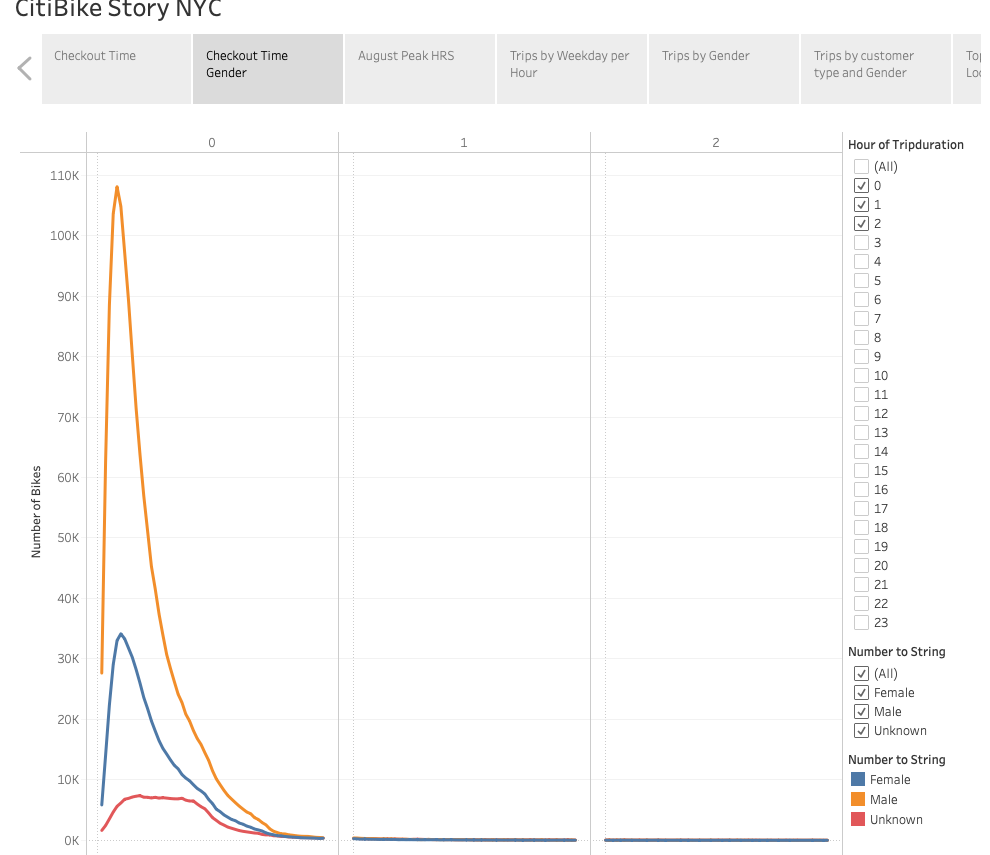 CitiBike Story NYC
Checkout Time
Checkout Time
Gender
August Peak HRS
Trips by Weekday per
Hour
Trips by Gender
Trips by customer
type and Gender
0
1
2
110K
100K
90K
80K
70K
60K
50K
40K
30K
20K
10K
0K
Number of Bikes
Hour of Tripduration
(All)
0
1
2
3
4
5
6
7
8
9
10
11
12
13
14
15
16
17
18
19
20
21
22
23
Number to String
(All)
Female
Male
Unknown
Number to String
Female
Male
Unknown